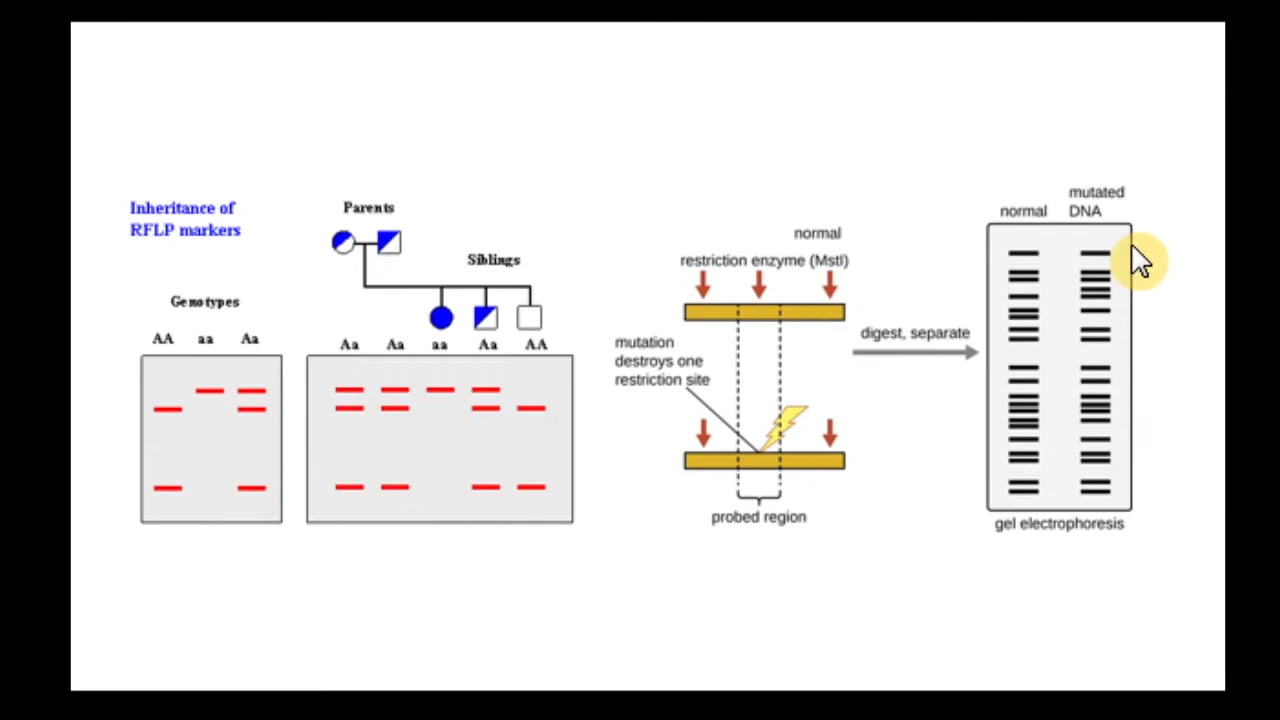 Inheritance of
RFLP markers
Genotypes
AA aa Aa
Parents
Siblings
Aa Aa aa Aa AA
normal
restriction enzyme (MstI)
mutation
destroys one
restriction site
probed region
digest, separate
normal
mutated
DNA
gel electrophoresis